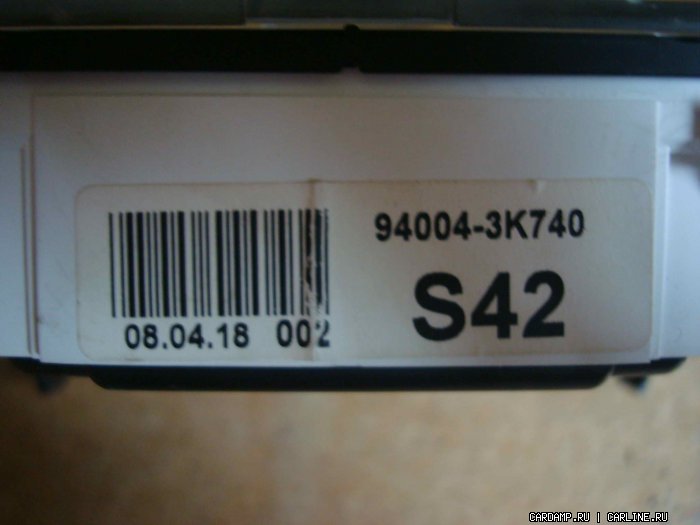 94004-3K740
S42
08.04.18 002
CARDAMP.RU | CARLINE.RU